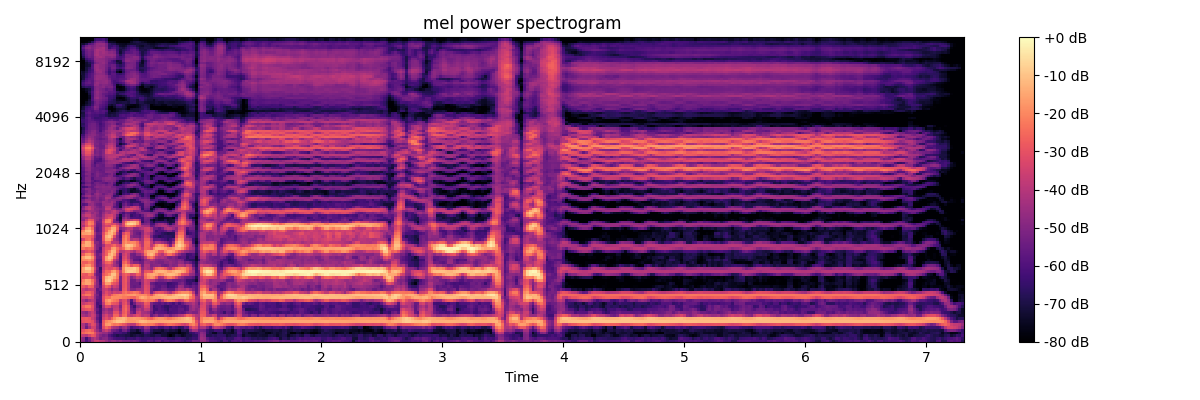 mel power spectrogram
8192
4096
2048
1024
512
0
Hz
0 1 2 3 4 5 6 7
Time
+0 dB
-10 dB
-20 dB
-30 dB
-40 dB
-50 dB
-60 dB
-70 dB
-80 dB